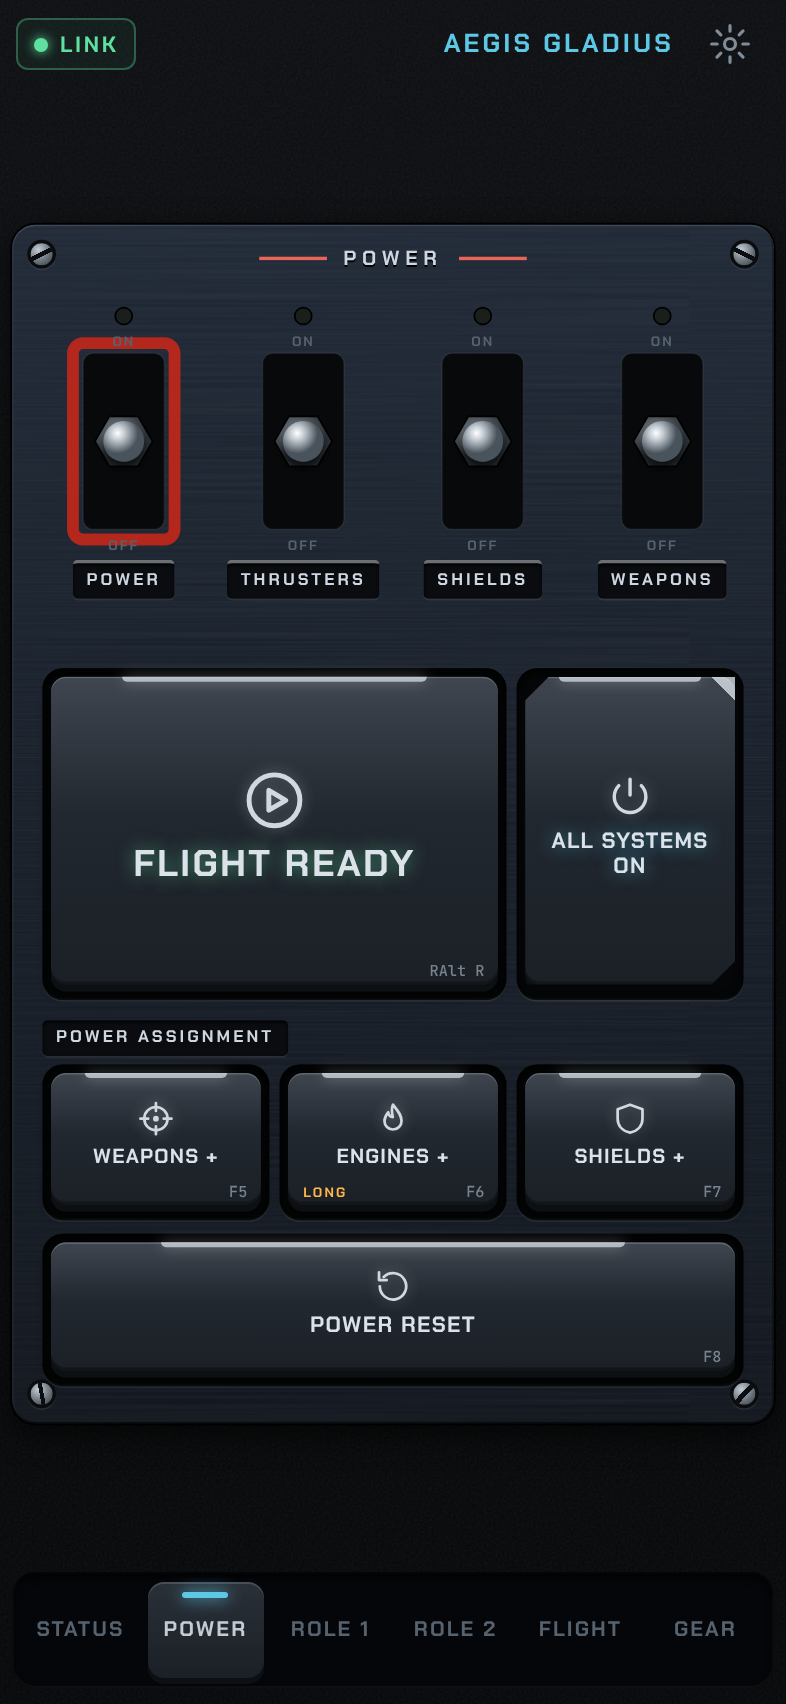 LINK
AEGIS GLADIUS
POWER
ON ON ON ON
OFF OFF OFF OFF
POWER THRUSTERS SHIELDS WEAPONS
FLIGHT READY
RAlt R
ALL SYSTEMS
ON
POWER ASSIGNMENT
WEAPONS +
F5
ENGINES +
LONG F6
SHIELDS +
F7
POWER RESET
F8
STATUS POWER ROLE 1 ROLE 2 FLIGHT GEAR